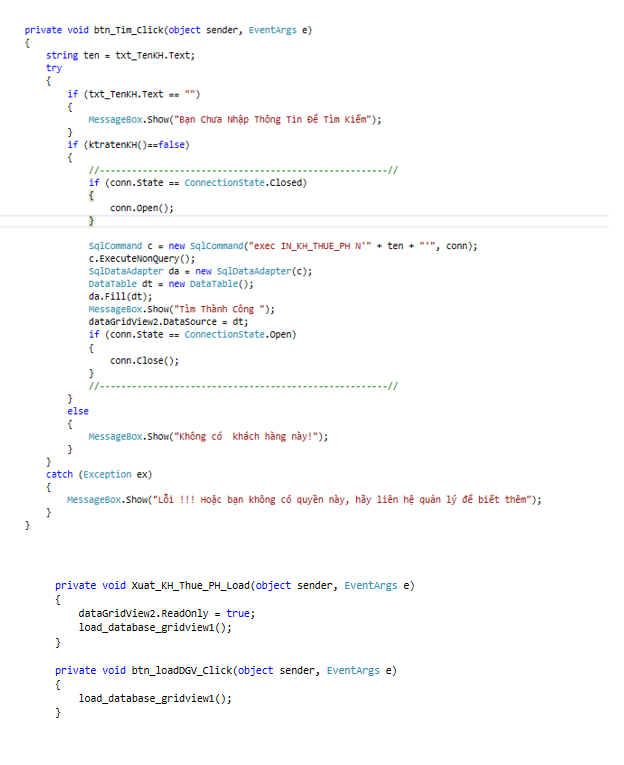 private void btn_Tim_Click(object sender, EventArgs e)
{
string ten = txt_TenKH.Text;
try
{
if (txt_TenKH.Text == "")
{
MessageBox.Show("Bạn Chưa Nhập Thông Tin Để Tìm Kiếm");
}
if (ktratenKH()==false)
{
//------------------------------------------------------//
if (conn.State == ConnectionState.Closed)
{
conn.Open();
}
SqlCommand c = new SqlCommand("exec IN_KH_THUE_PH N'" + ten + "'", conn);
c.ExecuteNonQuery();
SqlDataAdapter da = new SqlDataAdapter(c);
DataTable dt = new DataTable();
da.Fill(dt);
MessageBox.Show("Tìm Thành Công ");
dataGridView2.DataSource = dt;
if (conn.State == ConnectionState.Open)
{
conn.Close();
}
//------------------------------------------------------//
}
else
{
MessageBox.Show("Không có  khách hàng này!");
}
}
catch (Exception ex)
{
MessageBox.Show("Lỗi !!! Hoặc bạn không có quyền này, hãy liên hệ quản lý để biết thêm");
}
}
private void Xuat_KH_Thue_PH_Load(object sender, EventArgs e)
{
dataGridView2.ReadOnly = true;
load_database_gridview1();
}
private void btn_loadDGV_Click(object sender, EventArgs e)
{
load_database_gridview1();
}